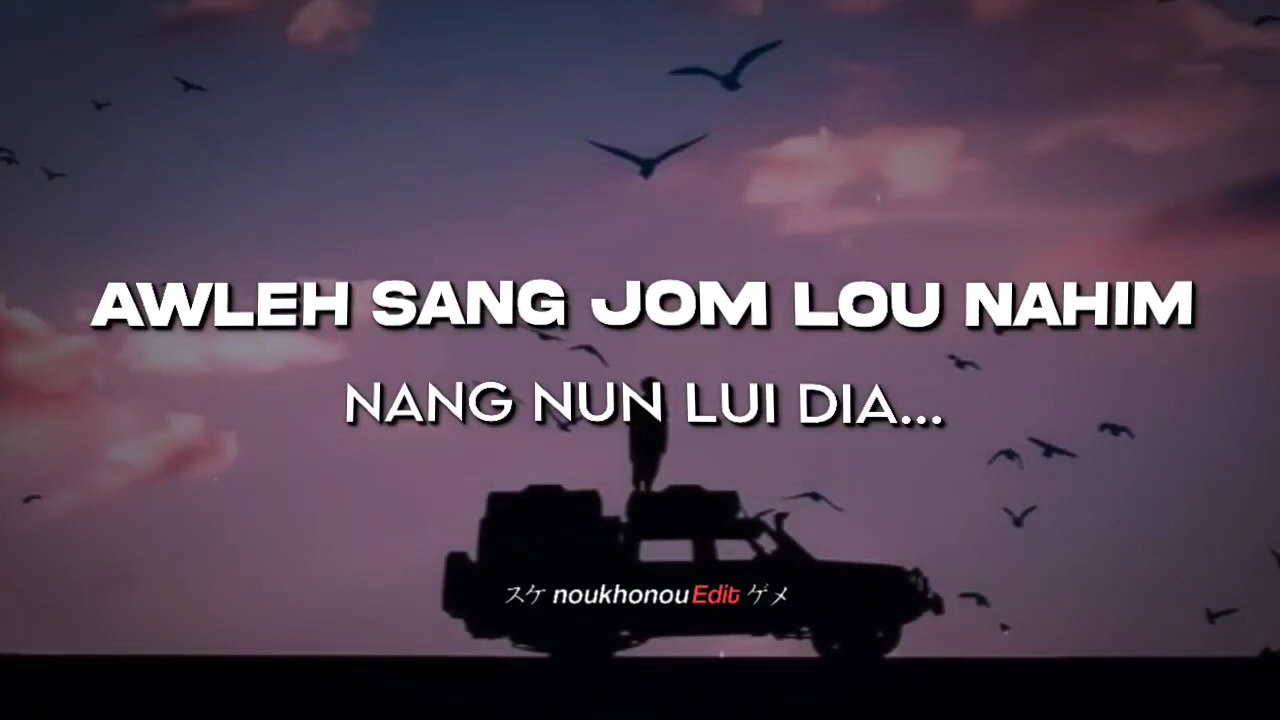 AWLEH SANG JOM LOU NAHIM
NANG NUN LUI DIA...
スケ noukhonouEdit ゲメ